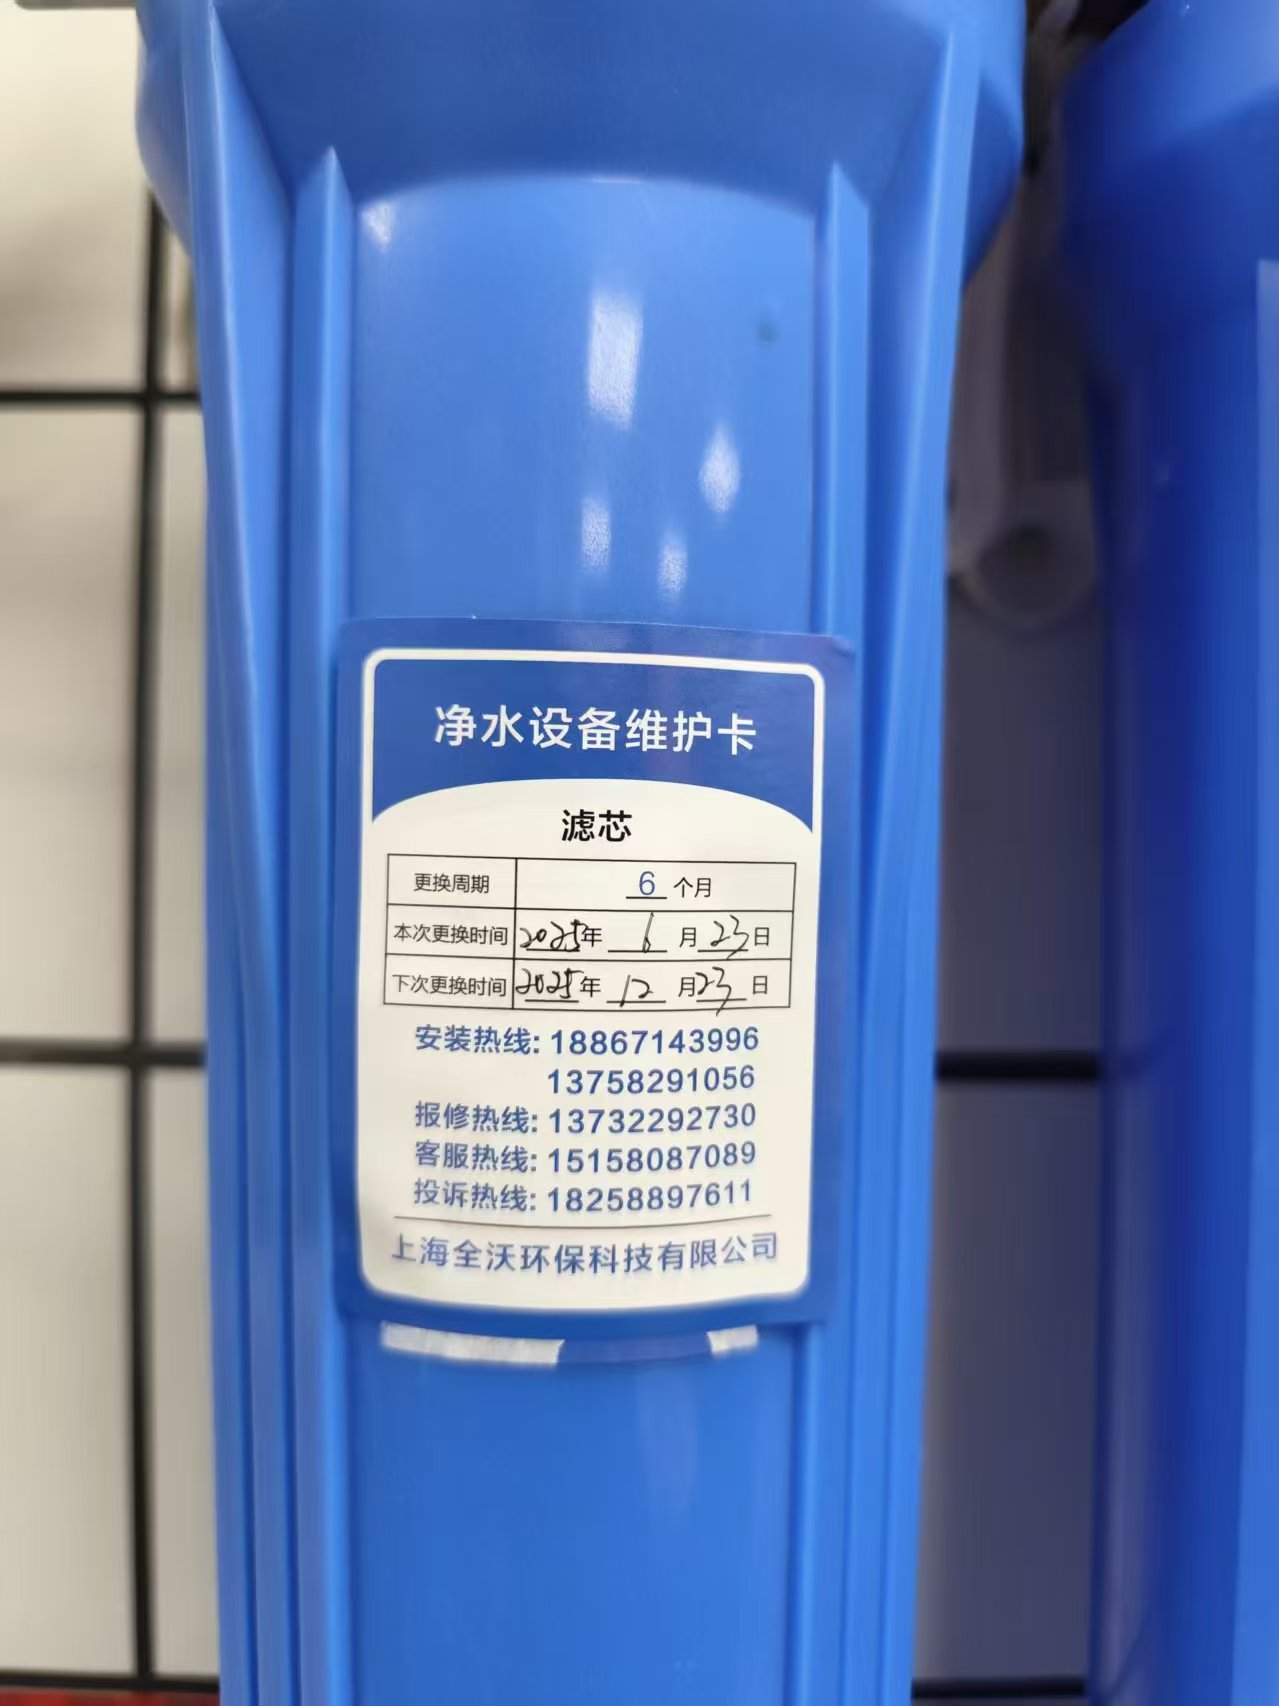 净水设备维护卡
滤芯
更换周期 6 个月
本次更换时间 2025年 6 月 23日
下次更换时间 2025年 12 月23日
安装热线: 18867143996
13758291056
报修热线: 13732292730
客服热线: 15158087089
投诉热线: 18258897611
上海全沃环保科技有限公司